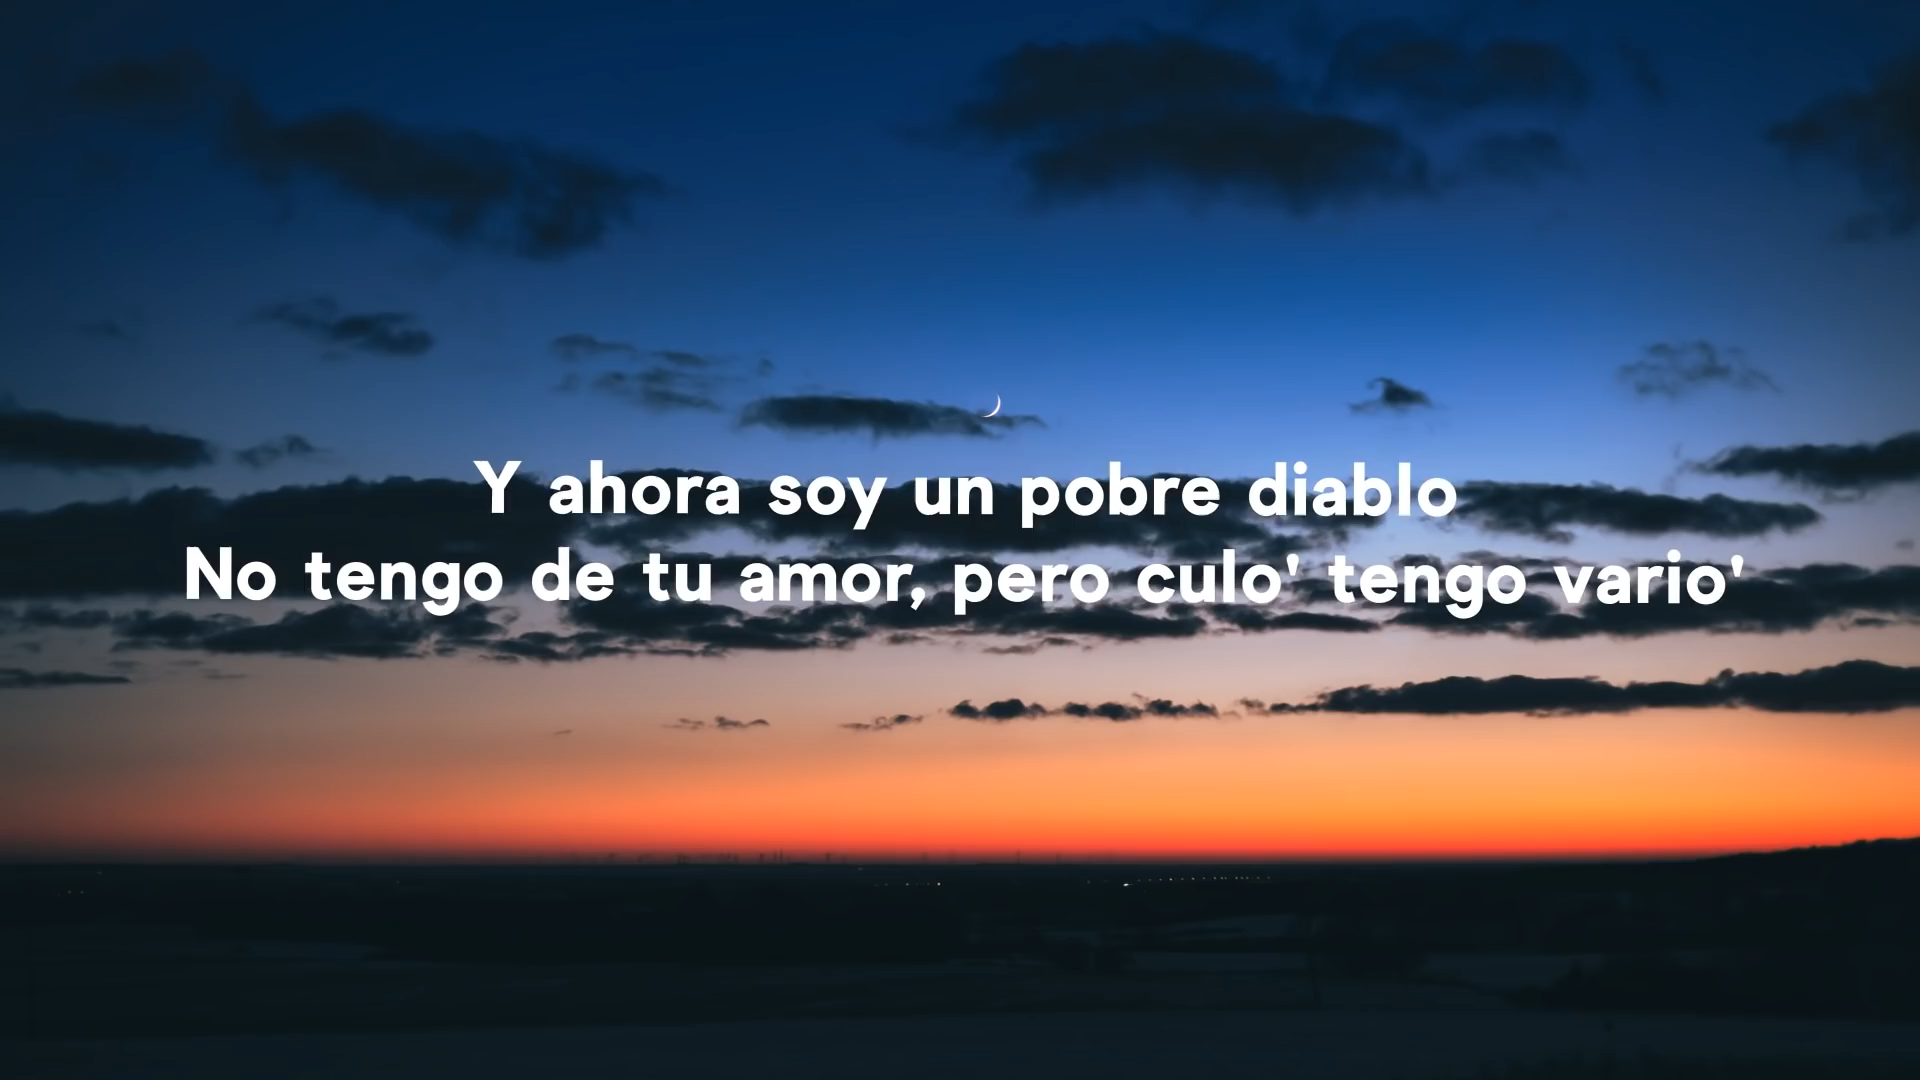 Y ahora soy un pobre diablo
No tengo de tu amor, pero culo' tengo vario'